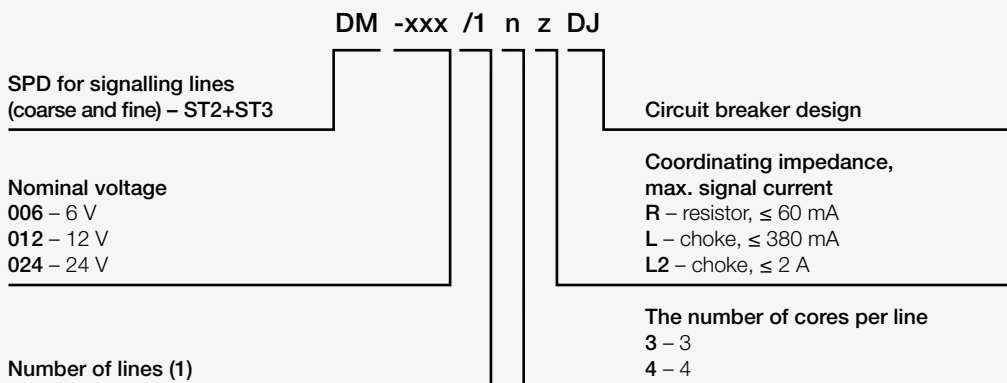 DM -xxx /1 n z DJ
SPD for signalling lines
(coarse and fine) – ST2+ST3
Circuit breaker design
Nominal voltage
006 – 6 V
012 – 12 V
024 – 24 V
Coordinating impedance,
max. signal current
R – resistor, ≤ 60 mA
L – choke, ≤ 380 mA
L2 – choke, ≤ 2 A
Number of lines (1)
The number of cores per line
3 – 3
4 – 4